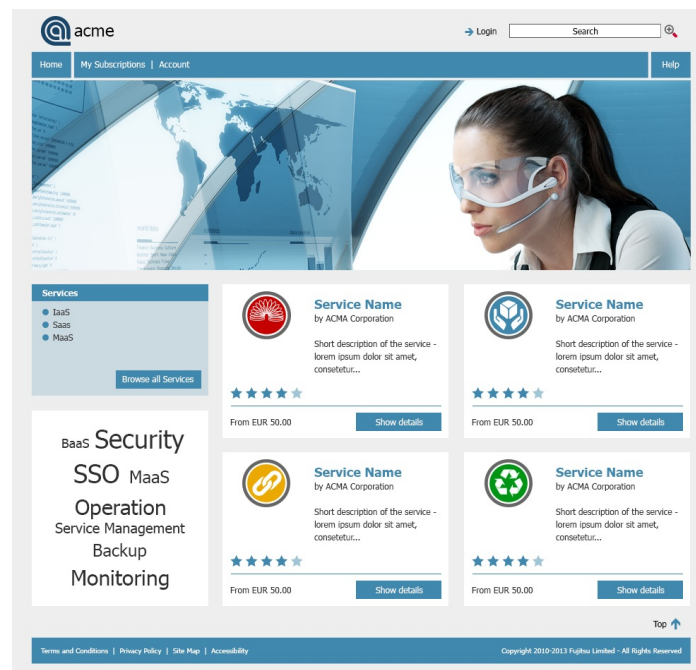 acme
Login
Search
Home
My Subscriptions | Account
Help
Services
IaaS
Saas
MaaS
Browse all Services
Service Name
by ACMA Corporation
Short description of the service -
lorem ipsum dolor sit amet,
consetetur...
From EUR 50.00
Show details
Service Name
by ACMA Corporation
Short description of the service -
lorem ipsum dolor sit amet,
consetetur...
From EUR 50.00
Show details
BaaS Security
SSO MaaS
Operation
Service Management
Backup
Monitoring
Service Name
by ACMA Corporation
Short description of the service -
lorem ipsum dolor sit amet,
consetetur...
From EUR 50.00
Show details
Service Name
by ACMA Corporation
Short description of the service -
lorem ipsum dolor sit amet,
consetetur...
From EUR 50.00
Show details
Top
Terms and Conditions | Privacy Policy | Site Map | Accessibility
Copyright 2010-2013 Fujitsu Limited - All Rights Reserved